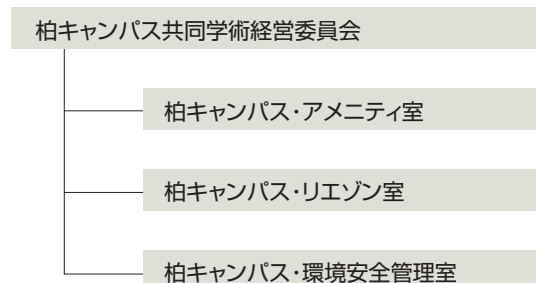 柏キャンパス共同学術経営委員会
柏キャンパス・アメニティ室
柏キャンパス・リエゾン室
柏キャンパス・環境安全管理室